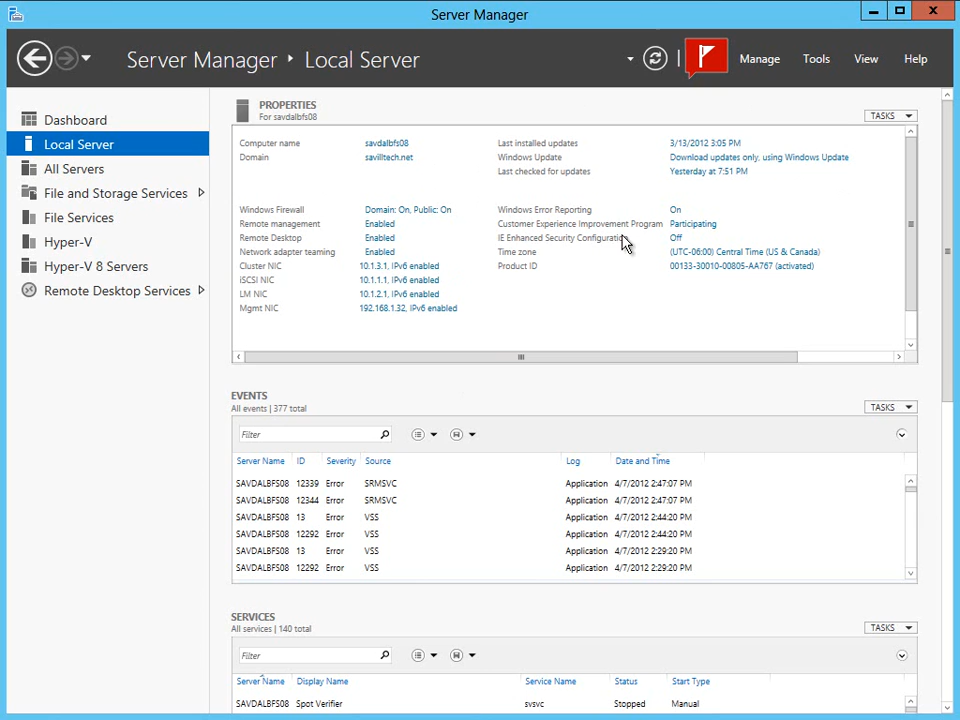 Server Manager
Server Manager ‣ Local Server
Manage Tools View Help
Dashboard
Local Server
All Servers
File and Storage Services
File Services
Hyper-V
Hyper-V 8 Servers
Remote Desktop Services
PROPERTIES
For savdalbfs08
TASKS
Computer name savdalbfs08 Last installed updates 3/13/2012 3:05 PM
Domain savilltech.net Windows Update Download updates only, using Windows Update
Last checked for updates Yesterday at 7:51 PM
Windows Firewall Domain: On, Public: On Windows Error Reporting On
Remote management Enabled Customer Experience Improvement Program Participating
Remote Desktop Enabled IE Enhanced Security Configuration Off
Network adapter teaming Enabled Time zone (UTC-06:00) Central Time (US & Canada)
Cluster NIC 10.1.3.1, IPv6 enabled Product ID 00133-30010-00805-AA767 (activated)
iSCSI NIC 10.1.1.1, IPv6 enabled
LM NIC 10.1.2.1, IPv6 enabled
Mgmt NIC 192.168.1.32, IPv6 enabled
EVENTS
All events | 377 total
TASKS
Filter
Server Name ID Severity Source Log Date and Time
SAVDALBFS08 12339 Error SRMSVC Application 4/7/2012 2:47:07 PM
SAVDALBFS08 12344 Error SRMSVC Application 4/7/2012 2:47:07 PM
SAVDALBFS08 13 Error VSS Application 4/7/2012 2:44:20 PM
SAVDALBFS08 12292 Error VSS Application 4/7/2012 2:44:20 PM
SAVDALBFS08 13 Error VSS Application 4/7/2012 2:29:20 PM
SAVDALBFS08 12292 Error VSS Application 4/7/2012 2:29:20 PM
SERVICES
All services | 140 total
TASKS
Filter
Server Name Display Name Service Name Status Start Type
SAVDALBFS08 Spot Verifier svsvc Stopped Manual